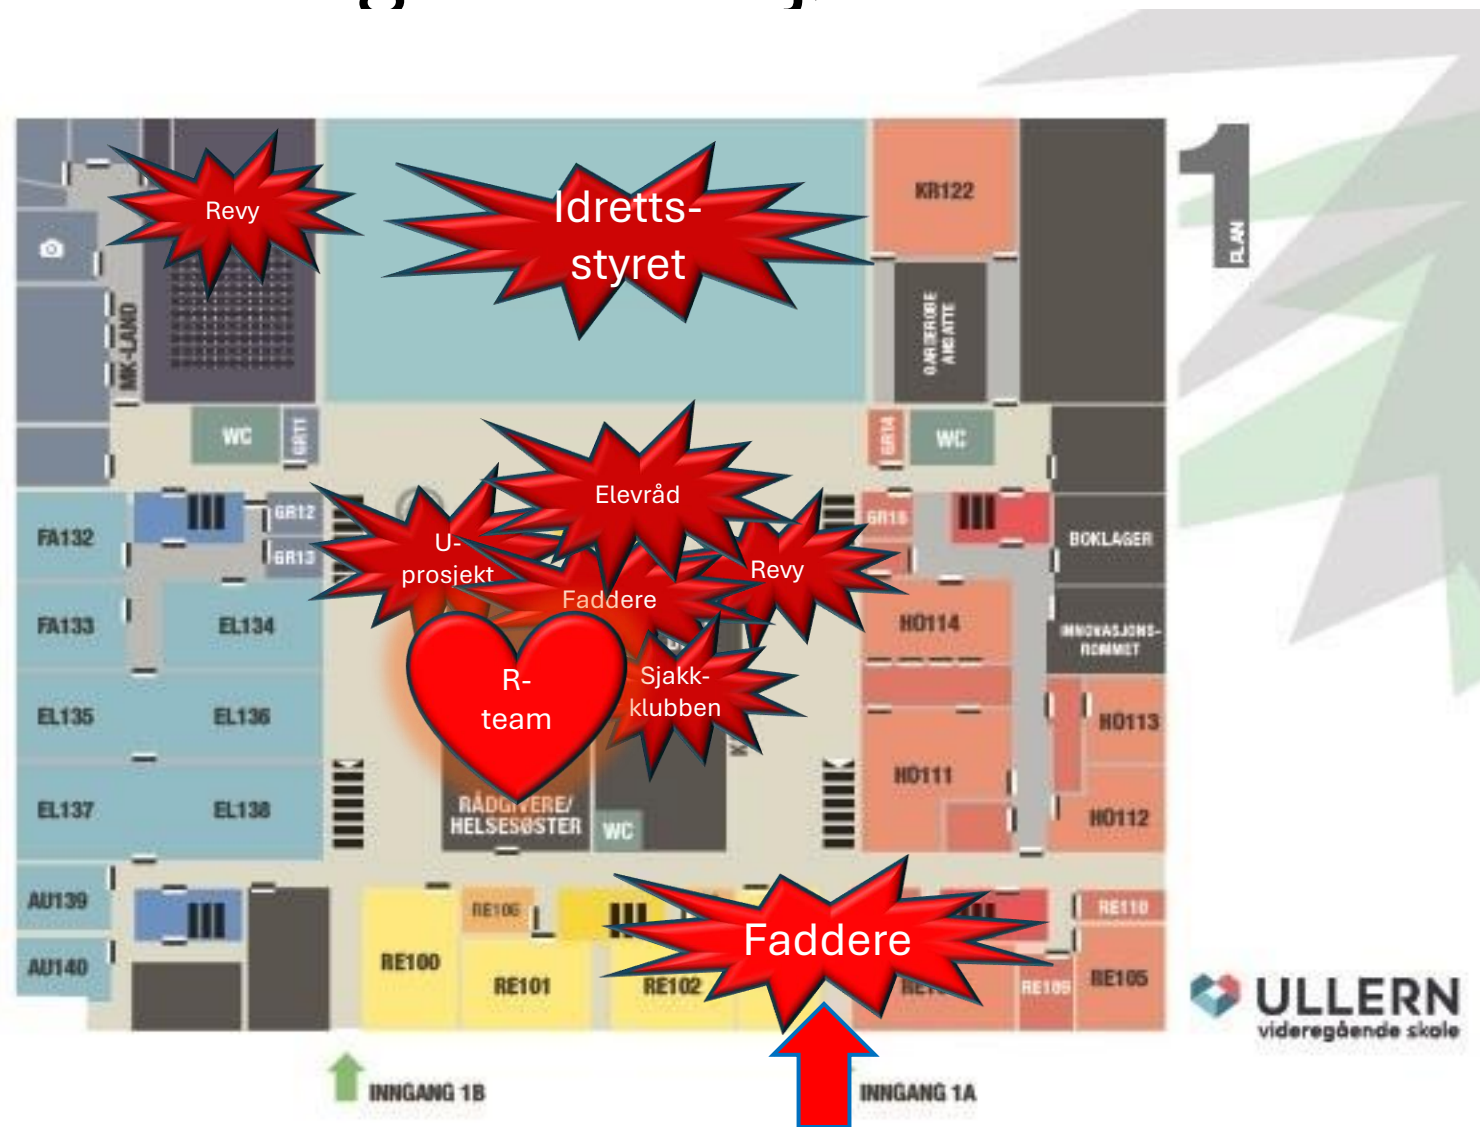 Revy
Idretts-
styret
KR122
1
PLAN
MK-LAND
GARDEROBE
ANSATTE
WC
GR11
GR14
WC
Elevråd
FA132
GR12
GR13
U-
prosjekt
Revy
BOKLAGER
Faddere
FA133
EL134
HO114
INNOVASJONS-
ROMMET
R-
team
Sjakk-
klubben
EL135
EL136
HO113
HO111
EL137
EL138
RÅDGIVERE/
HELSESØSTER
WC
HO112
AU139
RE106
RE110
Faddere
AU140
RE100
RE101
RE102
RE109
RE105
ULLERN
videregående skole
INNGANG 1B
INNGANG 1A